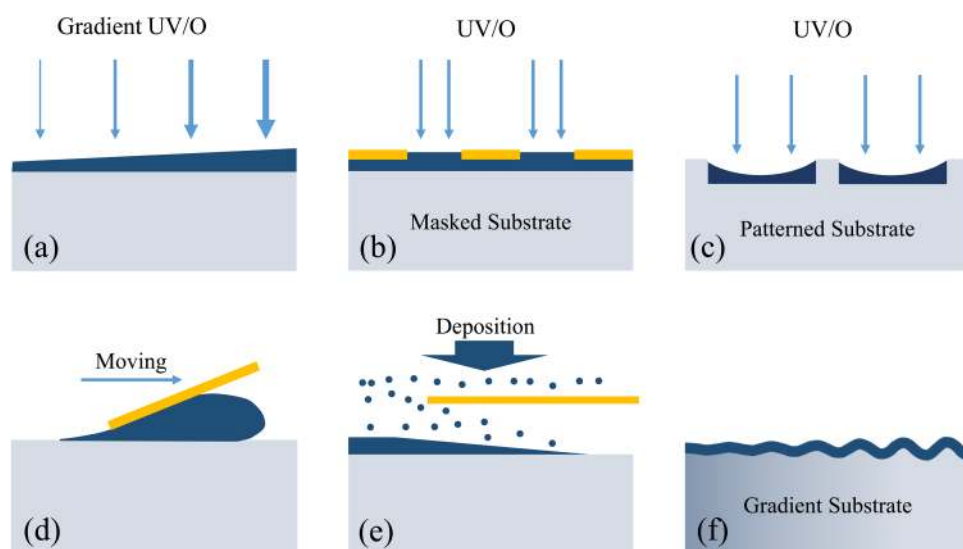 Gradient UV/O
UV/O
UV/O
Masked Substrate
Patterned Substrate
(a)
(b)
(c)
Moving
Deposition
Gradient Substrate
(d)
(e)
(f)